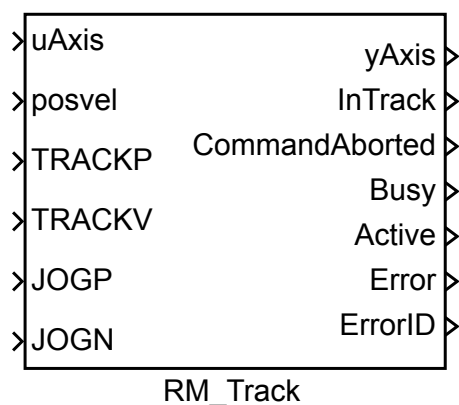 uAxis
posvel
TRACKP
TRACKV
JOGP
JOGN
yAxis
InTrack
CommandAborted
Busy
Active
Error
ErrorID
RM_Track